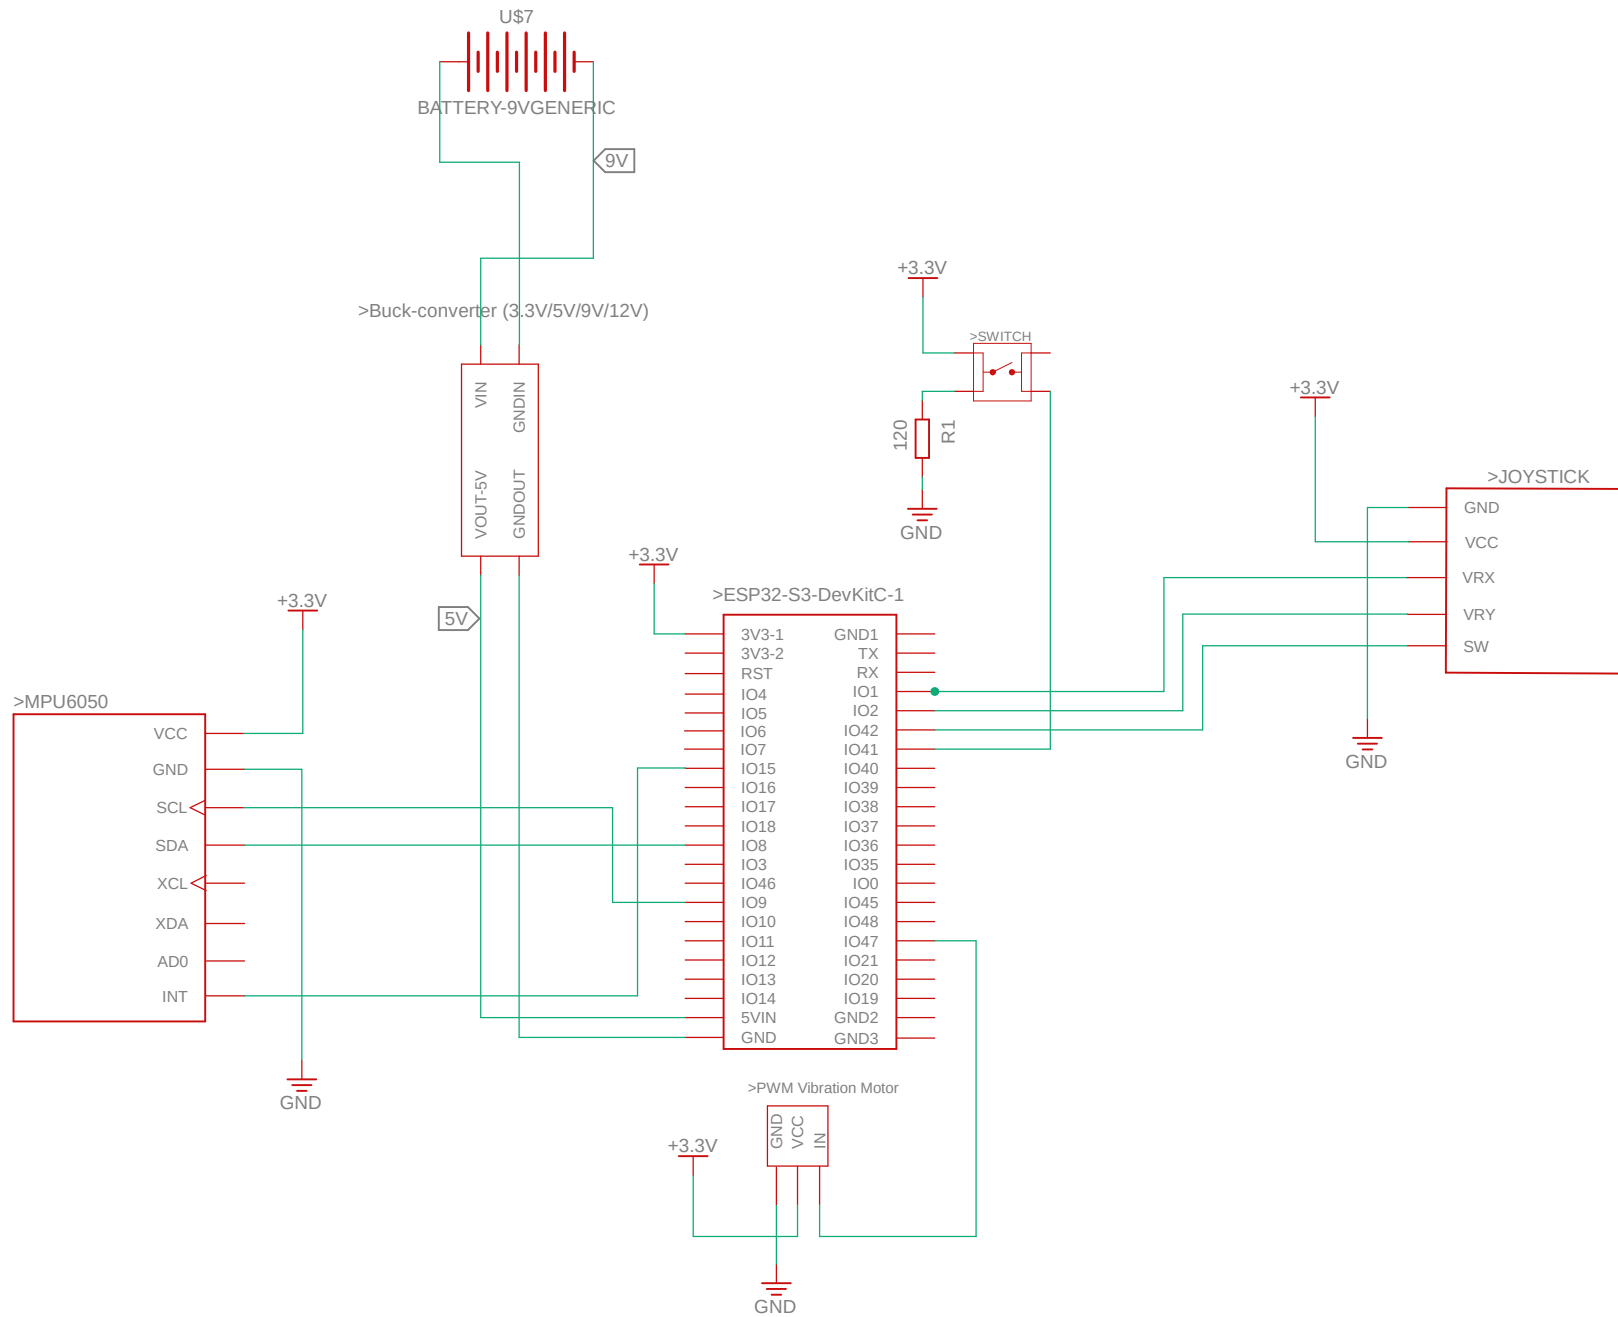 U$7
BATTERY-9VGENERIC
9V
>Buck-converter (3.3V/5V/9V/12V)
VIN
GNDIN
VOUT-5V
GNDOUT
5V
+3.3V
>SWITCH
120
R1
GND
+3.3V
>JOYSTICK
GND
VCC
VRX
VRY
SW
GND
+3.3V
>MPU6050
VCC
GND
SCL
SDA
XCL
XDA
AD0
INT
GND
+3.3V
>ESP32-S3-DevKitC-1
3V3-1 GND1
3V3-2 TX
RST RX
IO4 IO1
IO5 IO2
IO6 IO42
IO7 IO41
IO15 IO40
IO16 IO39
IO17 IO38
IO18 IO37
IO8 IO36
IO3 IO35
IO46 IO0
IO9 IO45
IO10 IO48
IO11 IO47
IO12 IO21
IO13 IO20
IO14 IO19
5VIN GND2
GND GND3
>PWM Vibration Motor
GND
VCC
IN
+3.3V
GND